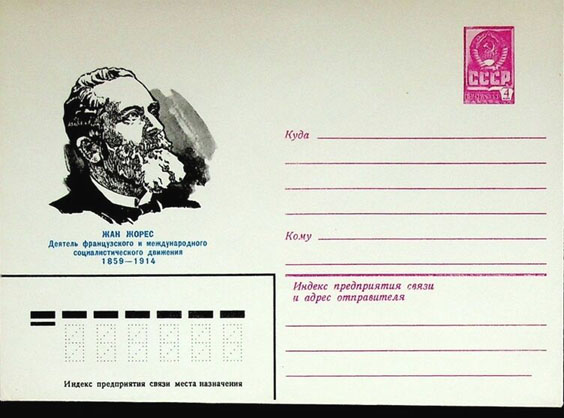 СССР
4
Куда
Кому
ЖАН ЖОРЕС
Деятель французского и международного
социалистического движения
1859—1914
Индекс предприятия связи
и адрес отправителя
Индекс предприятия связи места назначения